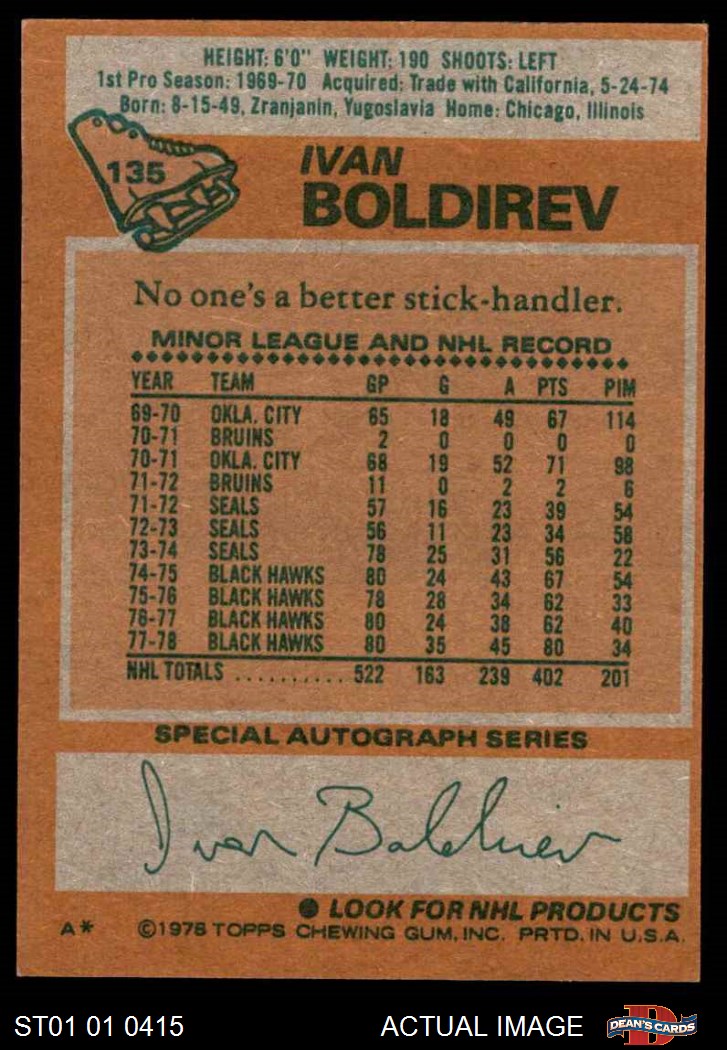 HEIGHT: 6'0" WEIGHT: 190 SHOOTS: LEFT
1st Pro Season: 1969-70 Acquired: Trade with California, 5-24-74
Born: 8-15-49, Zranjanin, Yugoslavia Home: Chicago, Illinois
135
IVAN
BOLDIREV
No one's a better stick-handler.
MINOR LEAGUE AND NHL RECORD
YEAR TEAM GP G A PTS PIM
69-70 OKLA. CITY 65 18 49 67 114
70-71 BRUINS 2 0 0 0 0
70-71 OKLA. CITY 68 19 52 71 98
71-72 BRUINS 11 0 2 2 6
71-72 SEALS 57 16 23 39 54
72-73 SEALS 56 11 23 34 58
73-74 SEALS 78 25 31 56 22
74-75 BLACK HAWKS 80 24 43 67 54
75-76 BLACK HAWKS 78 28 34 62 33
76-77 BLACK HAWKS 80 24 38 62 40
77-78 BLACK HAWKS 80 35 45 80 34
NHL TOTALS .......... 522 163 239 402 201
SPECIAL AUTOGRAPH SERIES
Ivan Boldirev
● LOOK FOR NHL PRODUCTS
A* ©1978 TOPPS CHEWING GUM, INC. PRTD. IN U.S.A.
ST01 01 0415 ACTUAL IMAGE DEAN'S CARDS